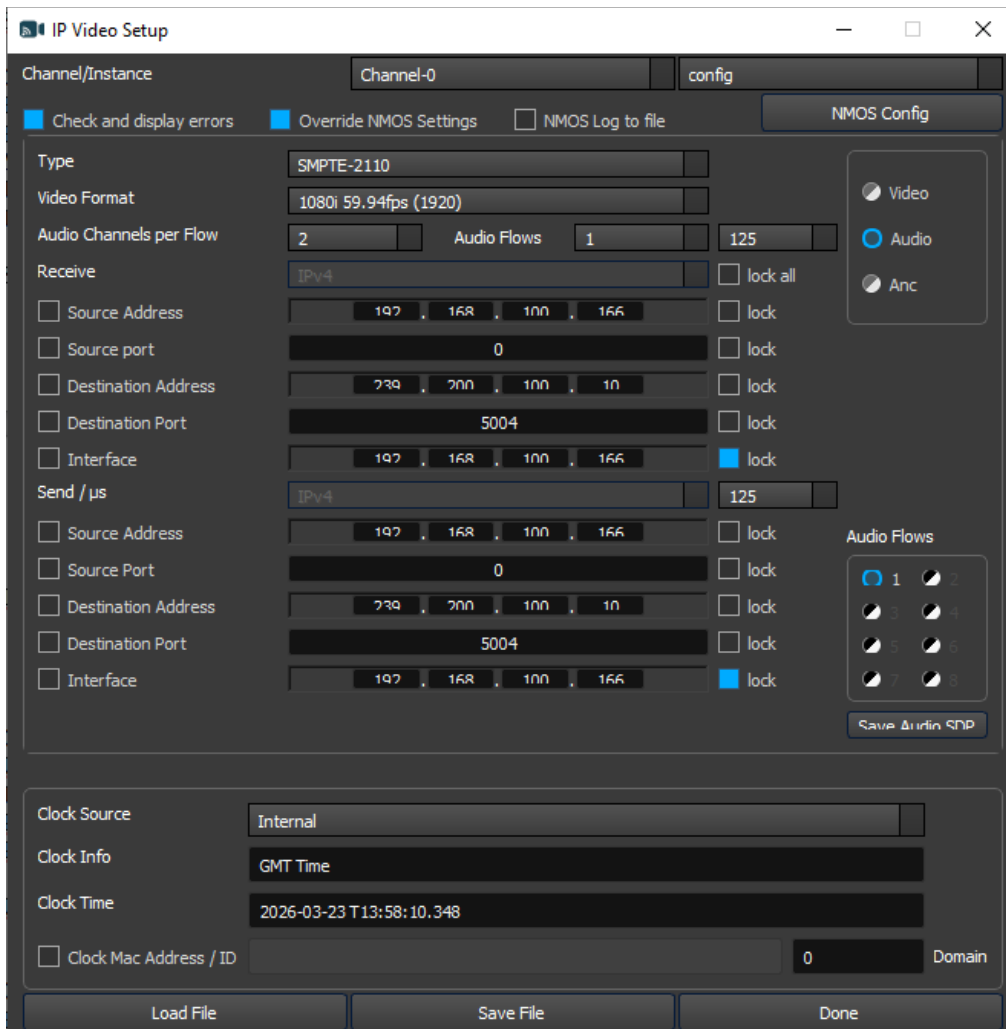 IP Video Setup
Channel/Instance Channel-0 config
Check and display errors Override NMOS Settings NMOS Log to file NMOS Config
Type SMPTE-2110
Video Format 1080i 59.94fps (1920) Video
Audio Channels per Flow 2 Audio Flows 1 125 Audio
Receive IPv4 lock all Anc
Source Address 192 . 168 . 100 . 166 lock
Source port 0 lock
Destination Address 239 . 200 . 100 . 10 lock
Destination Port 5004 lock
Interface 192 . 168 . 100 . 166 lock
Send / µs IPv4 125
Source Address 192 . 168 . 100 . 166 lock Audio Flows
Source Port 0 lock 1 2
Destination Address 239 . 200 . 100 . 10 lock 3 4
Destination Port 5004 lock 5 6
Interface 192 . 168 . 100 . 166 lock 7 8
Save Audio SDP
Clock Source Internal
Clock Info GMT Time
Clock Time 2026-03-23 T13:58:10.348
Clock Mac Address / ID 0 Domain
Load File Save File Done